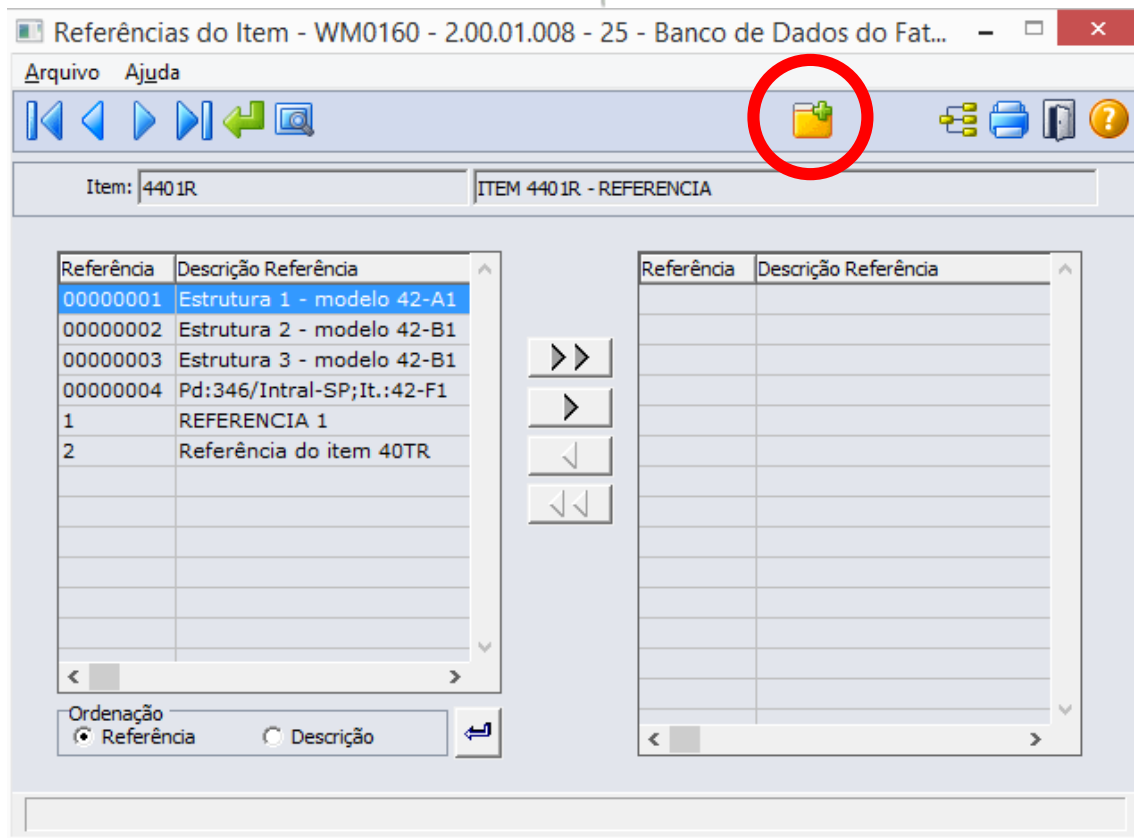 Referências do Item - WM0160 - 2.00.01.008 - 25 - Banco de Dados do Fat...
Arquivo Ajuda
Item: 4401R ITEM 4401R - REFERENCIA
Referência Descrição Referência
00000001 Estrutura 1 - modelo 42-A1
00000002 Estrutura 2 - modelo 42-B1
00000003 Estrutura 3 - modelo 42-B1
00000004 Pd:346/Intral-SP;It.:42-F1
1 REFERENCIA 1
2 Referência do item 40TR
Referência Descrição Referência
Ordenação
Referência Descrição